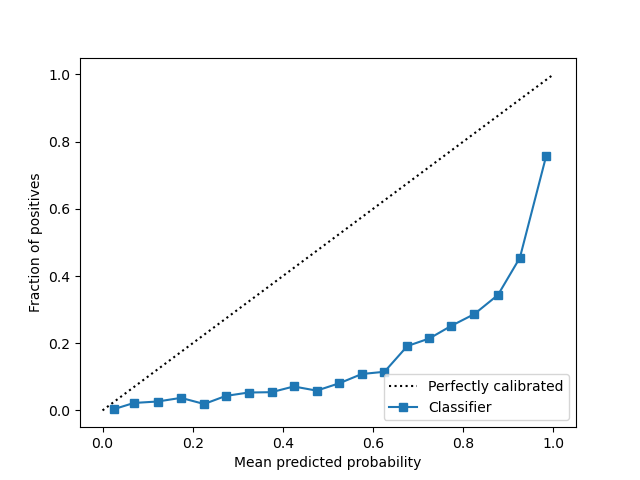 1.0
0.8
0.6
0.4
0.2
0.0
Fraction of positives
0.0 0.2 0.4 0.6 0.8 1.0
Mean predicted probability
Perfectly calibrated
Classifier